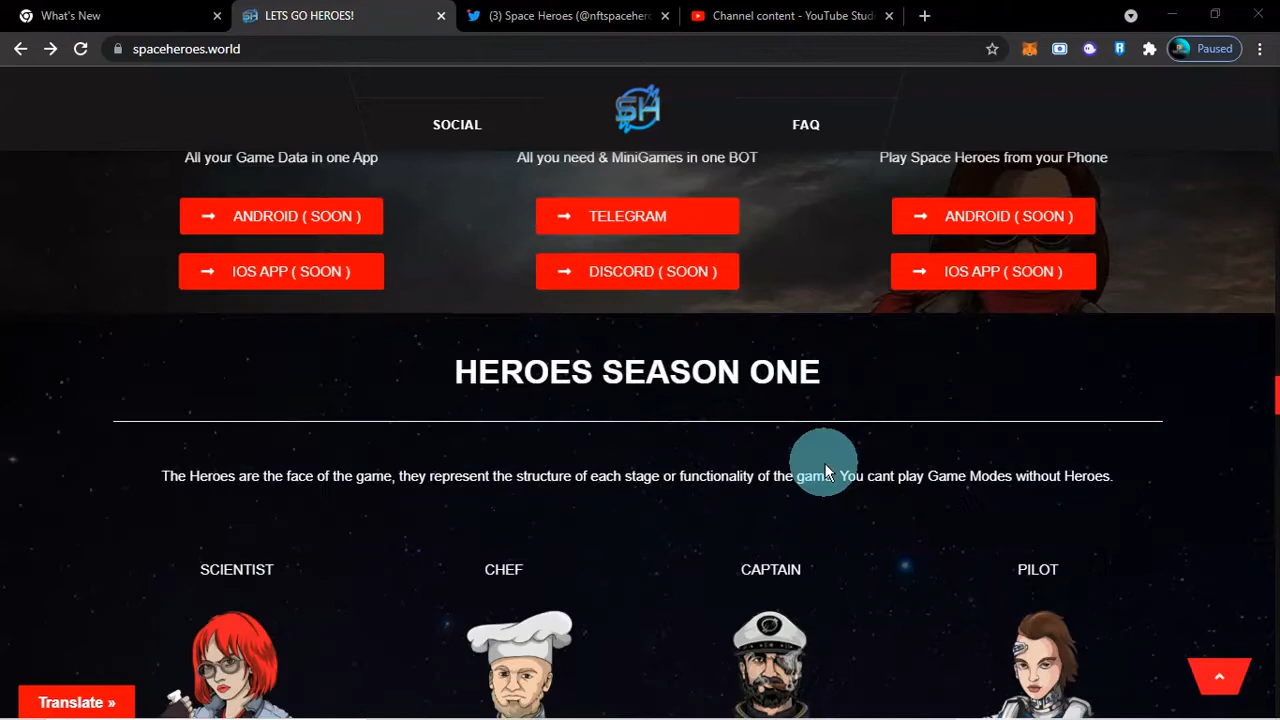 What's New
LETS GO HEROES!
(3) Space Heroes (@nftspacehero
Channel content - YouTube Studi
spaceheroes.world
Paused
SOCIAL
SH
FAQ
All your Game Data in one App
All you need & MiniGames in one BOT
Play Space Heroes from your Phone
ANDROID ( SOON )
TELEGRAM
ANDROID ( SOON )
IOS APP ( SOON )
DISCORD ( SOON )
IOS APP ( SOON )
HEROES SEASON ONE
The Heroes are the face of the game, they represent the structure of each stage or functionality of the game. You cant play Game Modes without Heroes.
SCIENTIST
CHEF
CAPTAIN
PILOT
Translate »